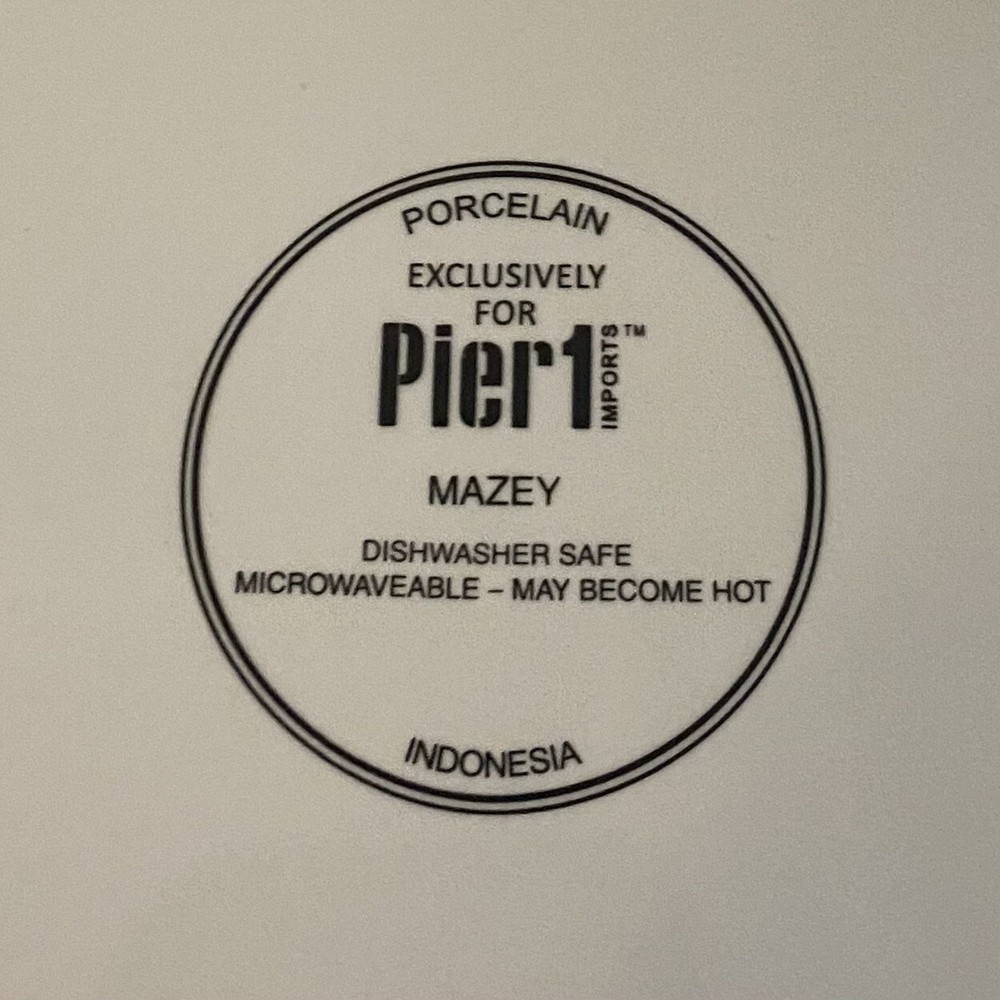 PORCELAIN
EXCLUSIVELY
FOR
Pier1 IMPORTS™
MAZEY
DISHWASHER SAFE
MICROWAVEABLE – MAY BECOME HOT
INDONESIA